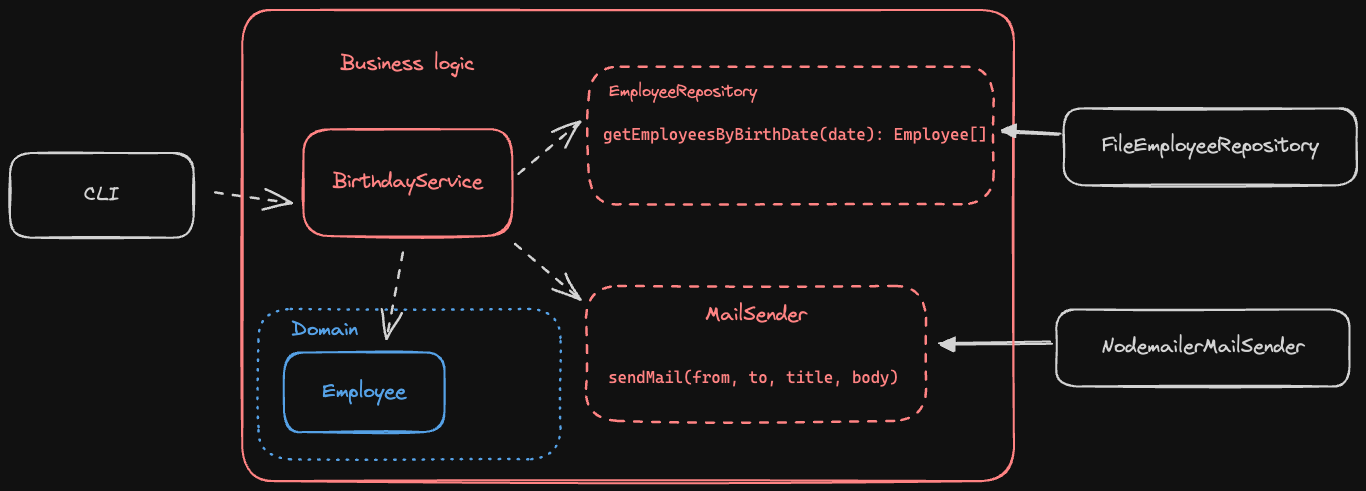 Business logic
EmployeeRepository
getEmployeesByBirthDate(date): Employee[]
FileEmployeeRepository
CLI
BirthdayService
MailSender
sendMail(from, to, title, body)
NodemailerMailSender
Domain
Employee